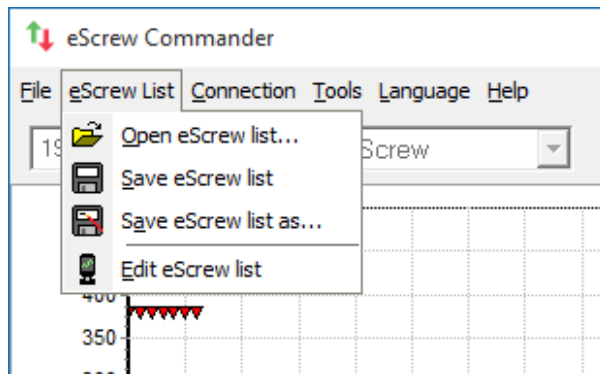 eScrew Commander
File eScrew List Connection Tools Language Help
Open eScrew list...
Screw
Save eScrew list
Save eScrew list as...
Edit eScrew list
350